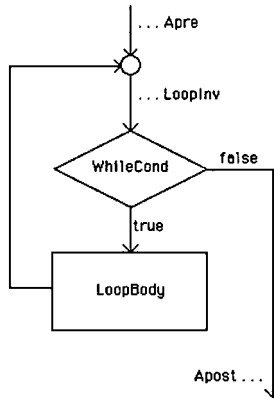 ... Apre
... LoopInv
WhileCond
false
true
LoopBody
Apost ...